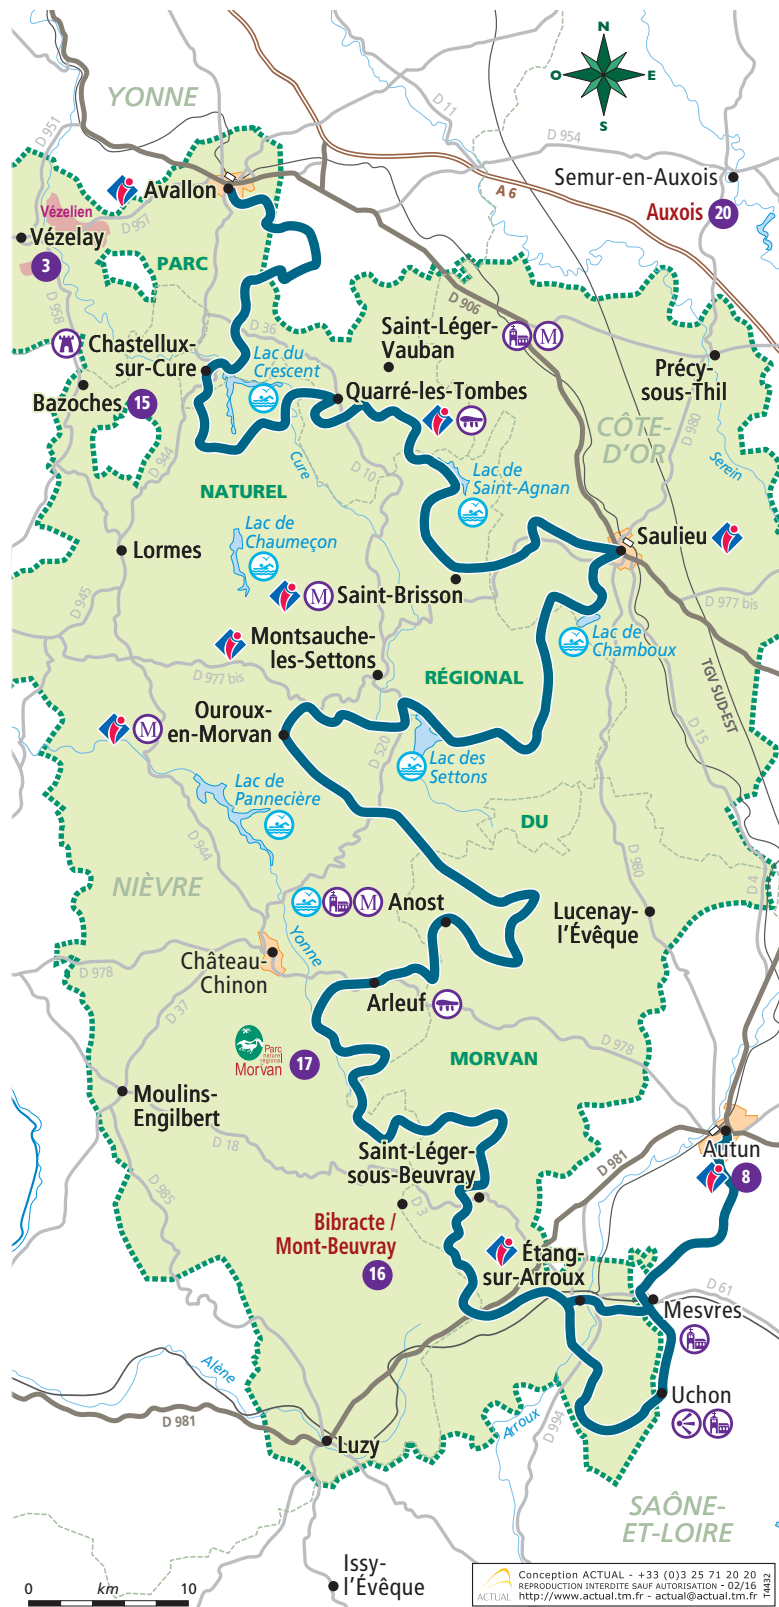 N
O
E
S
YONNE
D 951
D 11
D 954
A 6
Semur-en-Auxois
Auxois 20
Avallon
Vézelien
D 957
Vézelay
3
PARC
D 958
D 906
D 36
Saint-Léger-
Vauban
M
Chastellux-
sur-Cure
Lac du
Crescent
Précy-
sous-Thil
Bazoches 15
Quarré-les-Tombes
CÔTE-
D'OR
D 980
D 944
Cure
D 10
Serein
Lac de
Saint-Agnan
NATUREL
Lac de
Chaumeçon
Saulieu
Lormes
M
Saint-Brisson
D 945
D 977 bis
Montsauche-
les-Settons
Lac de
Chamboux
D 977 bis
RÉGIONAL
TGV SUD-EST
Ouroux-
en-Morvan
M
D 15
D 520
Lac des
Settons
Lac de
Pannecière
DU
D 944
D 980
D 4
NIÈVRE
M
Anost
Lucenay-
l'Évêque
Yonne
Château-
Chinon
D 978
Arleuf
D 37
D 978
Parc
naturel
régional
Morvan
17
MORVAN
Moulins-
Engilbert
D 18
Saint-Léger-
sous-Beuvray
D 981
Autun
8
D 985
D 3
Bibracte /
Mont-Beuvray
16
Étang-
sur-Arroux
D 61
Mesvres
Alène
Uchon
D 981
Arroux
D 994
Luzy
SAÔNE-
ET-LOIRE
Issy-
l'Évêque
0 km 10
ACTUAL
Conception ACTUAL - +33 (0)3 25 71 20 20
REPRODUCTION INTERDITE SAUF AUTORISATION - 02/16
http://www.actual.tm.fr - actual@actual.tm.fr
T4432